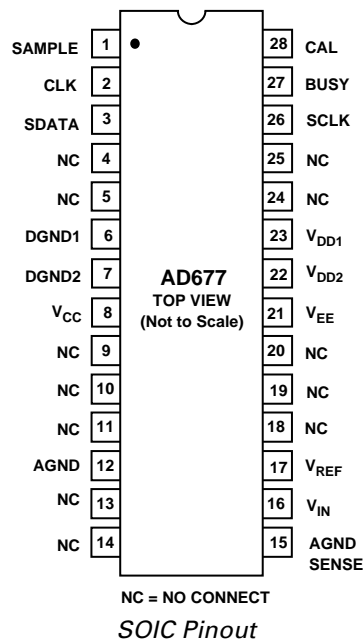 SAMPLE 1 28 CAL
CLK 2 27 BUSY
SDATA 3 26 SCLK
NC 4 25 NC
NC 5 24 NC
DGND1 6 23 VDD1
DGND2 7 AD677 22 VDD2
TOP VIEW
VCC 8 (Not to Scale) 21 VEE
NC 9 20 NC
NC 10 19 NC
NC 11 18 NC
AGND 12 17 VREF
NC 13 16 VIN
NC 14 15 AGND
SENSE
NC = NO CONNECT
SOIC Pinout